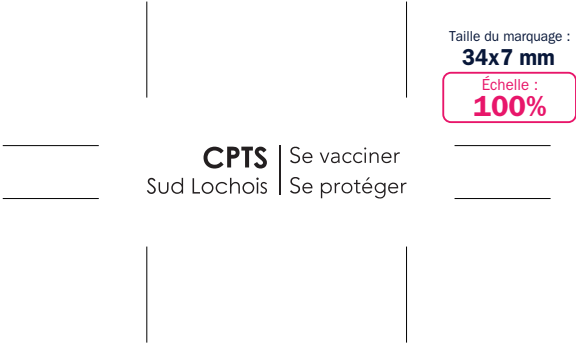 Taille du marquage :
34x7 mm
Échelle :
100%
CPTS
Sud Lochois
Se vacciner
Se protéger